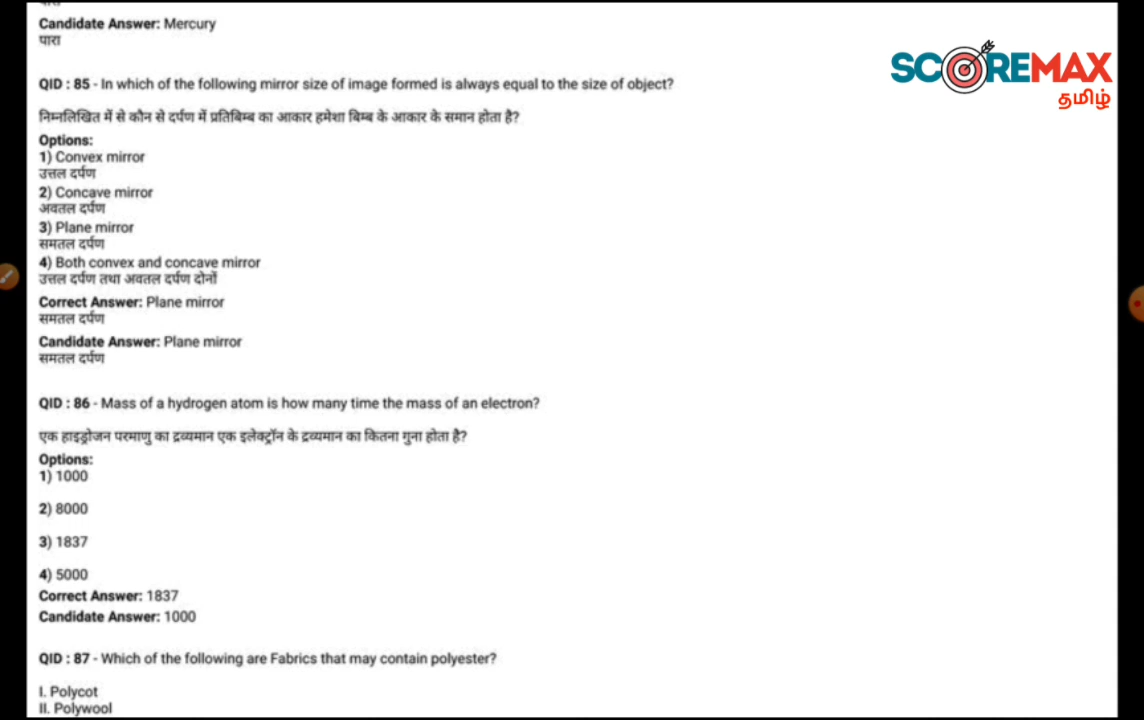 Candidate Answer: Mercury
पारा
SCOREMAX
தமிழ்
QID : 85 - In which of the following mirror size of image formed is always equal to the size of object?
निम्नलिखित में से कौन से दर्पण में प्रतिबिम्ब का आकार हमेशा बिम्ब के आकार के समान होता है?
Options:
1) Convex mirror
उत्तल दर्पण
2) Concave mirror
अवतल दर्पण
3) Plane mirror
समतल दर्पण
4) Both convex and concave mirror
उत्तल दर्पण तथा अवतल दर्पण दोनों
Correct Answer: Plane mirror
समतल दर्पण
Candidate Answer: Plane mirror
समतल दर्पण
QID : 86 - Mass of a hydrogen atom is how many time the mass of an electron?
एक हाइड्रोजन परमाणु का द्रव्यमान एक इलेक्ट्रॉन के द्रव्यमान का कितना गुना होता है?
Options:
1) 1000
2) 8000
3) 1837
4) 5000
Correct Answer: 1837
Candidate Answer: 1000
QID : 87 - Which of the following are Fabrics that may contain polyester?
I. Polycot
II. Polywool